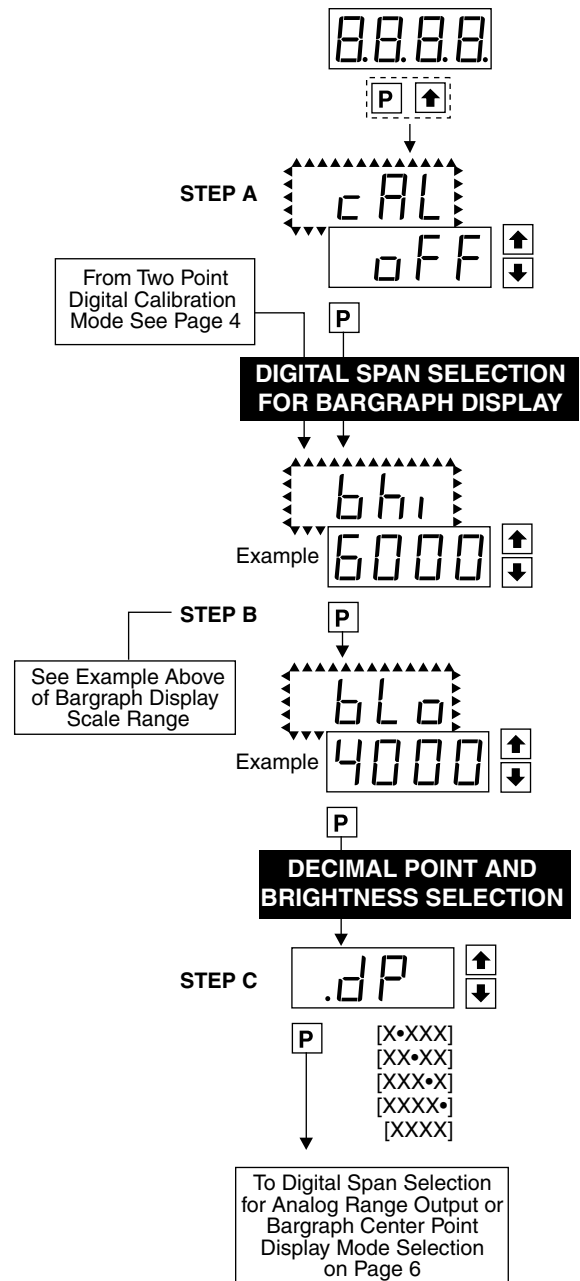 8.8.8.8.
P
STEP A
cAL
oFF
From Two Point
Digital Calibration
Mode See Page 4
P
DIGITAL SPAN SELECTION
FOR BARGRAPH DISPLAY
bhi
Example
6000
STEP B
P
See Example Above
of Bargraph Display
Scale Range
bLo
Example
4000
P
DECIMAL POINT AND
BRIGHTNESS SELECTION
STEP C
.dP
P
[X•XXX]
[XX•XX]
[XXX•X]
[XXXX•]
[XXXX]
To Digital Span Selection
for Analog Range Output or
Bargraph Center Point
Display Mode Selection
on Page 6